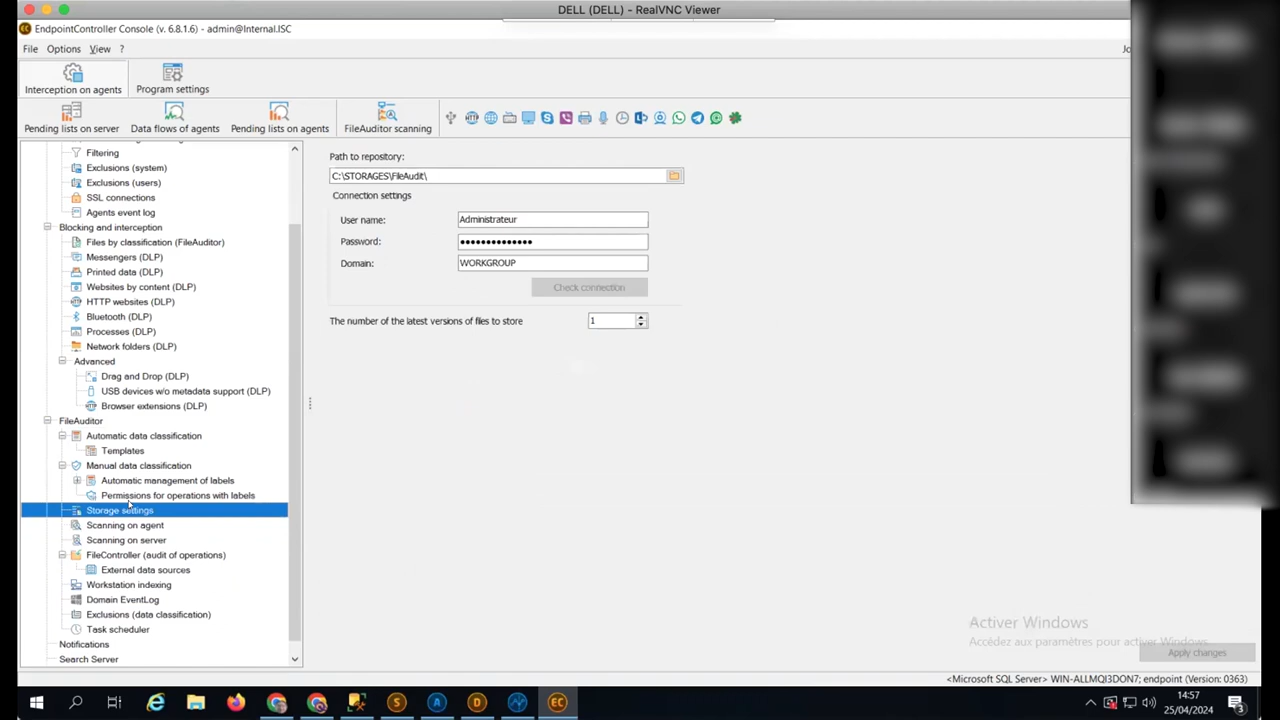 DELL (DELL) - RealVNC Viewer
EndpointController Console (v. 6.8.1.6) - admin@Internal.ISC
File Options View ?
Interception on agents
Program settings
Pending lists on server
Data flows of agents
Pending lists on agents
FileAuditor scanning
Filtering
Exclusions (system)
Exclusions (users)
SSL connections
Agents event log
Blocking and interception
Files by classification (FileAuditor)
Messengers (DLP)
Printed data (DLP)
Websites by content (DLP)
HTTP websites (DLP)
Bluetooth (DLP)
Processes (DLP)
Network folders (DLP)
Advanced
Drag and Drop (DLP)
USB devices w/o metadata support (DLP)
Browser extensions (DLP)
FileAuditor
Automatic data classification
Templates
Manual data classification
Automatic management of labels
Permissions for operations with labels
Storage settings
Scanning on agent
Scanning on server
FileController (audit of operations)
External data sources
Workstation indexing
Domain EventLog
Exclusions (data classification)
Task scheduler
Notifications
Search Server
Path to repository:
C:\STORAGES\FileAudit\
Connection settings
User name: Administrateur
Password: ••••••••••••••
Domain: WORKGROUP
Check connection
The number of the latest versions of files to store 1
Activer Windows
Accédez aux paramètres pour activer Windows.
Apply changes
<Microsoft SQL Server> WIN-ALLMQI3DON7; endpoint (Version: 0363)
14:57
25/04/2024